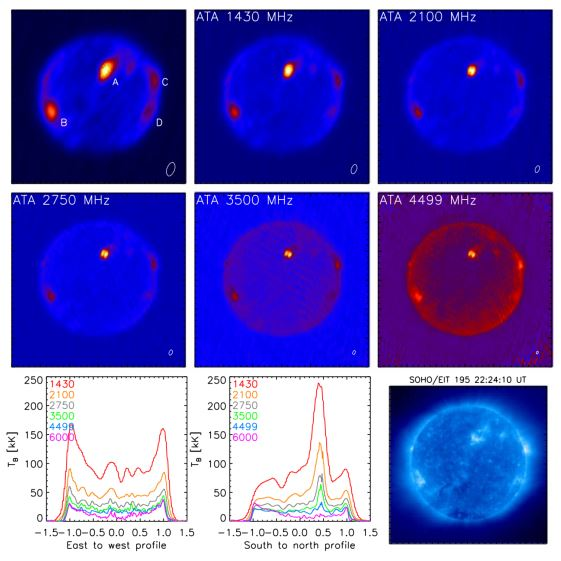 A
B
C
D
ATA 1430 MHz
ATA 2100 MHz
ATA 2750 MHz
ATA 3500 MHz
ATA 4499 MHz
250
200
150
100
50
0
T_B [kK]
1430
2100
2750
3500
4499
6000
−1.5−1.0−0.5 0.0 0.5 1.0 1.5
East to west profile
250
200
150
100
50
0
T_B [kK]
1430
2100
2750
3500
4499
6000
−1.5−1.0−0.5 0.0 0.5 1.0 1.5
South to north profile
SOHO/EIT 195 22:24:10 UT